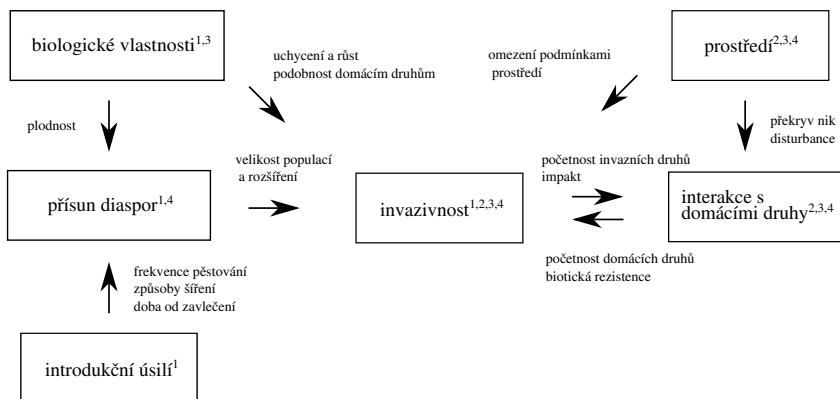 biologické vlastnosti1,3
prostředí2,3,4
uchycení a růst
podobnost domácím druhům
omezení podmínkami
prostředí
plodnost
překryv nik
disturbance
velikost populací
a rozšíření
početnost invazních druhů
impakt
přísun diaspor1,4
invazivnost1,2,3,4
interakce s
domácími druhy2,3,4
početnost domácích druhů
biotická rezistence
frekvence pěstování
způsoby šíření
doba od zavlečení
introdukční úsilí1